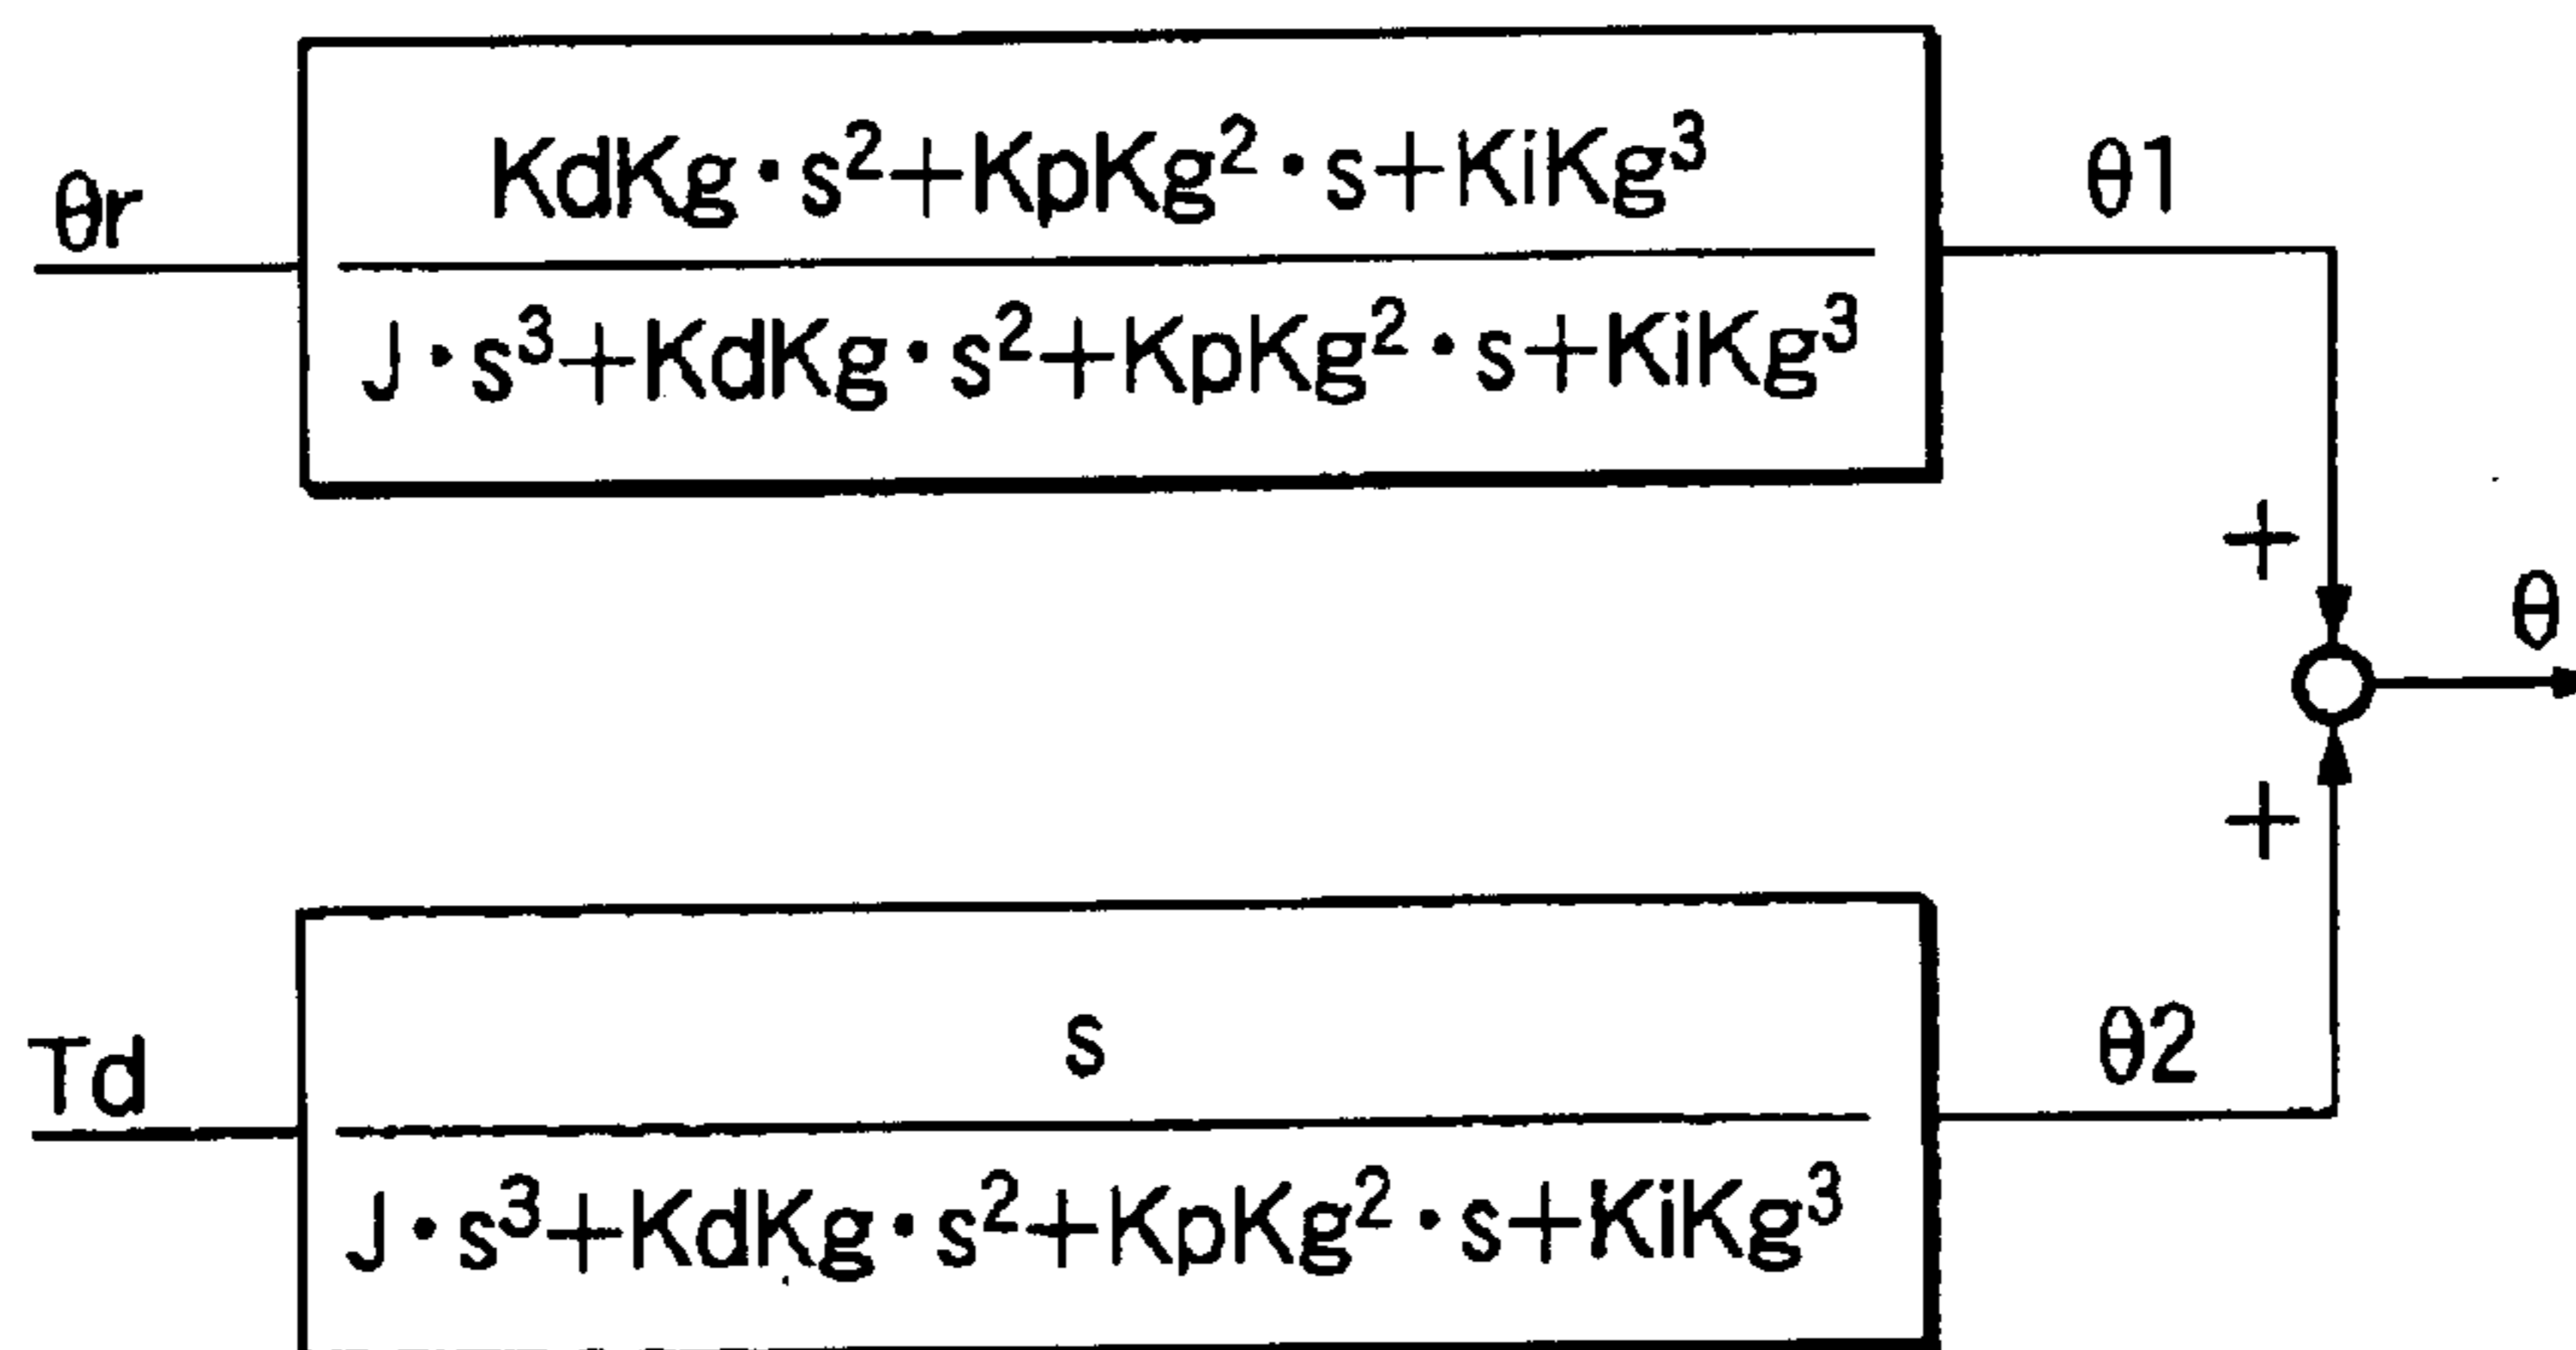 θr
KdKg·s²+KpKg²·s+KiKg³
J·s³+KdKg·s²+KpKg²·s+KiKg³
θ1
+
θ
+
Td
s
J·s³+KdKg·s²+KpKg²·s+KiKg³
θ2